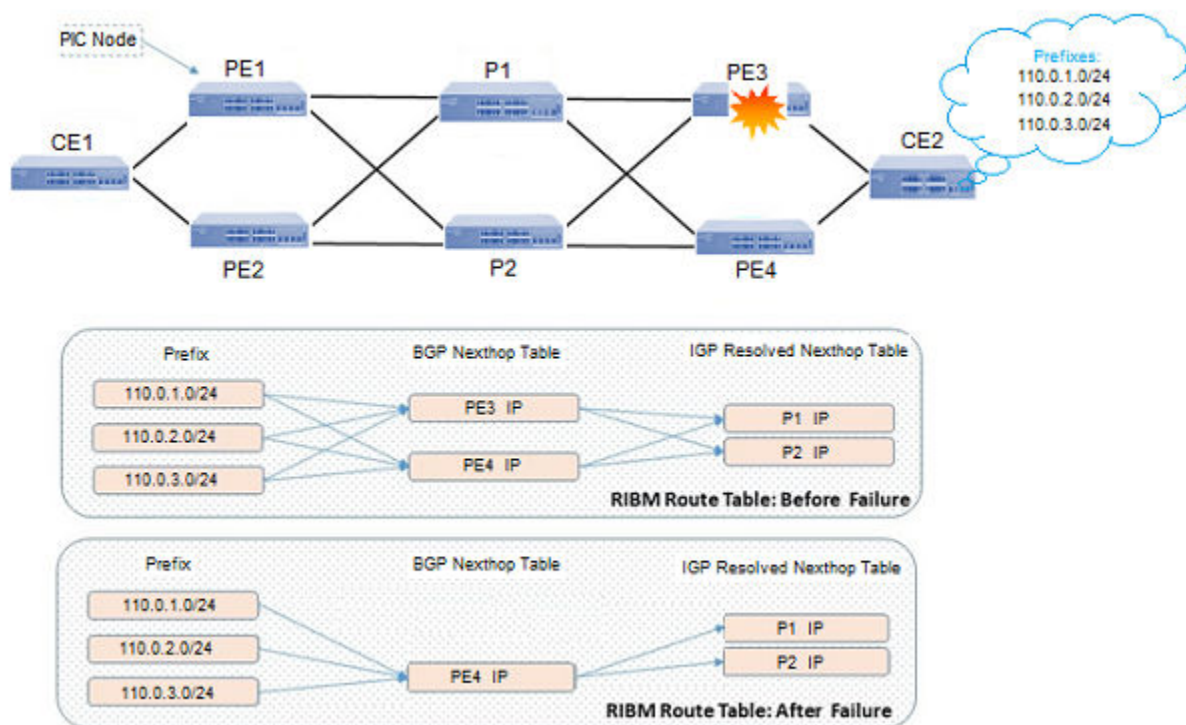 PIC Node
PE1
P1
PE3
CE1
CE2
PE2
P2
PE4
Prefixes:
110.0.1.0/24
110.0.2.0/24
110.0.3.0/24
Prefix
BGP Nexthop Table
IGP Resolved Nexthop Table
110.0.1.0/24
110.0.2.0/24
110.0.3.0/24
PE3 IP
PE4 IP
P1 IP
P2 IP
RIBM Route Table: Before Failure
Prefix
BGP Nexthop Table
IGP Resolved Nexthop Table
110.0.1.0/24
110.0.2.0/24
110.0.3.0/24
PE4 IP
P1 IP
P2 IP
RIBM Route Table: After Failure